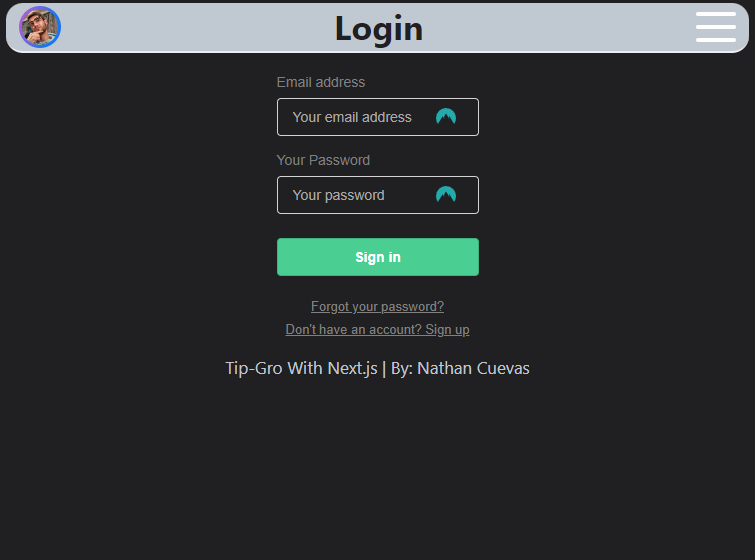 Login
Email address
Your email address
Your Password
Your password
Sign in
Forgot your password?
Don't have an account? Sign up
Tip-Gro With Next.js | By: Nathan Cuevas